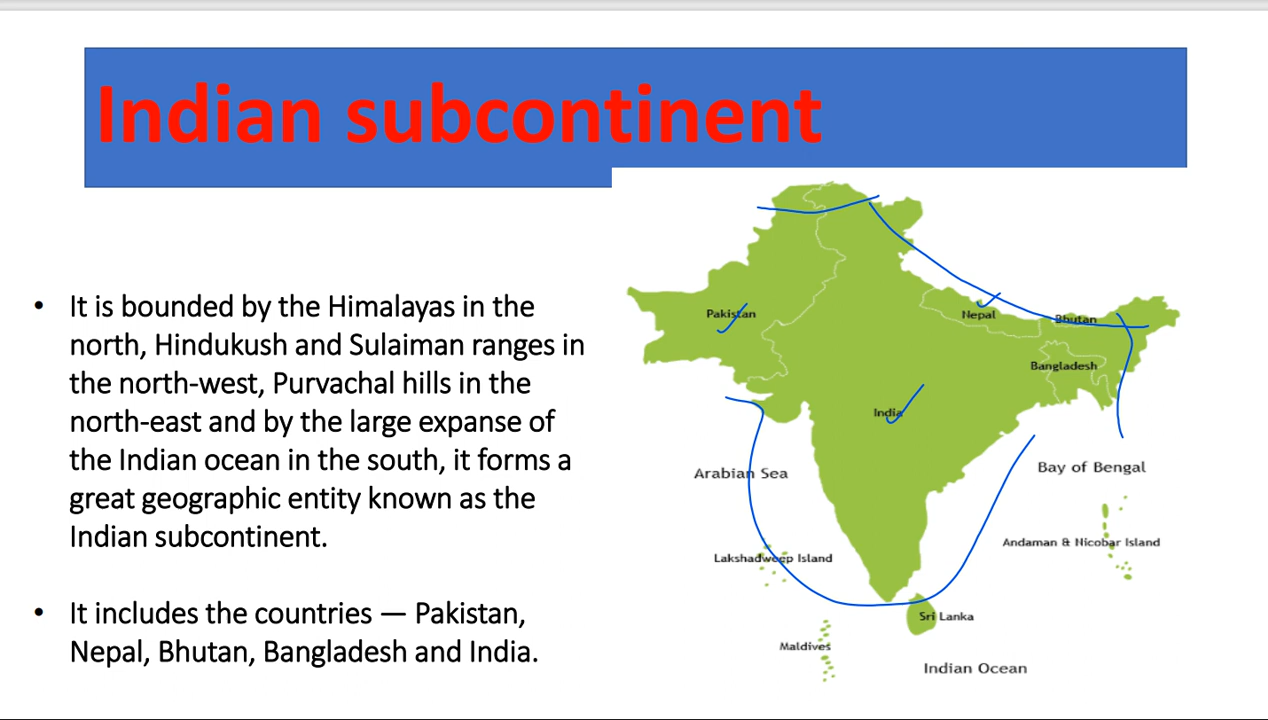 Indian subcontinent
• It is bounded by the Himalayas in the
north, Hindukush and Sulaiman ranges in
the north-west, Purvachal hills in the
north-east and by the large expanse of
the Indian ocean in the south, it forms a
great geographic entity known as the
Indian subcontinent.
• It includes the countries — Pakistan,
Nepal, Bhutan, Bangladesh and India.
Pakistan
Nepal
Bhutan
Bangladesh
India
Arabian Sea
Bay of Bengal
Andaman & Nicobar Island
Lakshadweep Island
Sri Lanka
Maldives
Indian Ocean